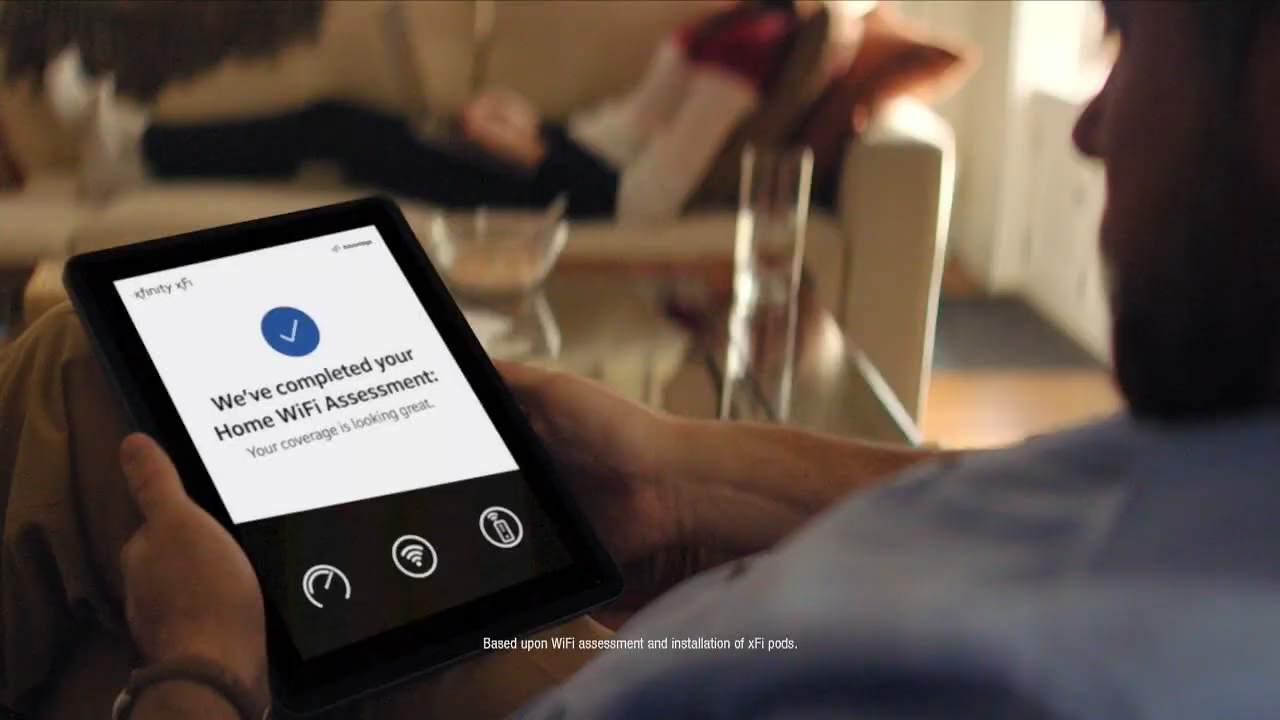 xfinity xFi
We've completed your
Home WiFi Assessment:
Your coverage is looking great.
Based upon WiFi assessment and installation of xFi pods.